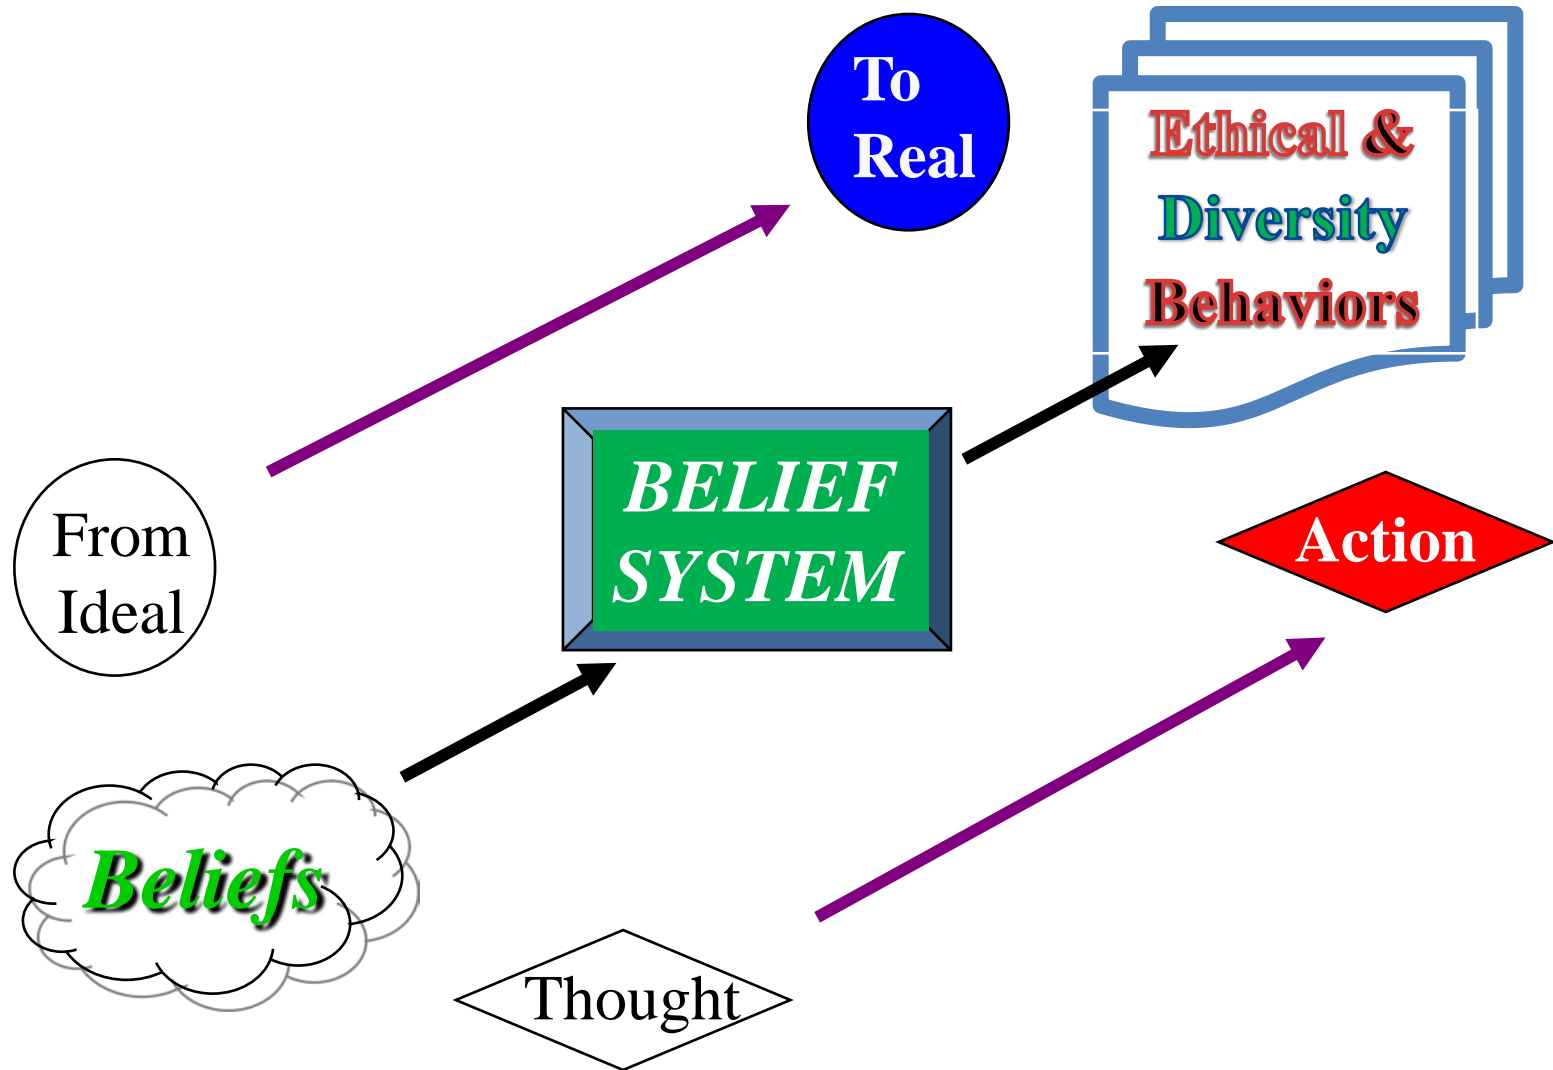 To
Real
Ethical &
Diversity
Behaviors
BELIEF
SYSTEM
From
Ideal
Action
Beliefs
Thought